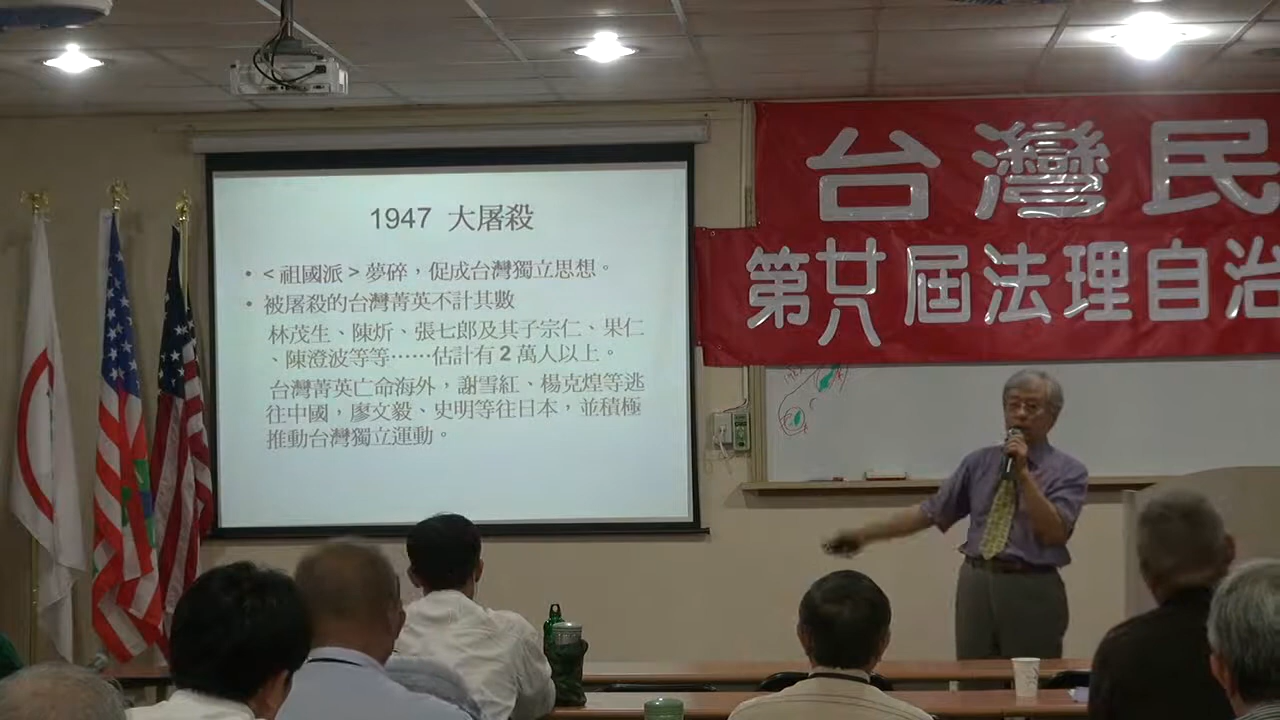 1947 大屠殺
• < 祖國派 > 夢碎，促成台灣獨立思想。
• 被屠殺的台灣菁英不計其數
林茂生、陳炘、張七郎及其子宗仁、果仁
、陳澄波等等……估計有 2 萬人以上。
台灣菁英亡命海外，謝雪紅、楊克煌等逃
往中國，廖文毅、史明等往日本，並積極
推動台灣獨立運動。
台灣民
第廿八屆法理自治